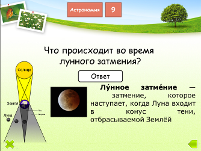 Астрономия 9
Что происходит во время
лунного затмения?
Ответ
Лу́нное затме́ние —
затмение, которое
наступает, когда Луна входит
в конус тени,
отбрасываемой Землёй
Солнце
Земля
Луна